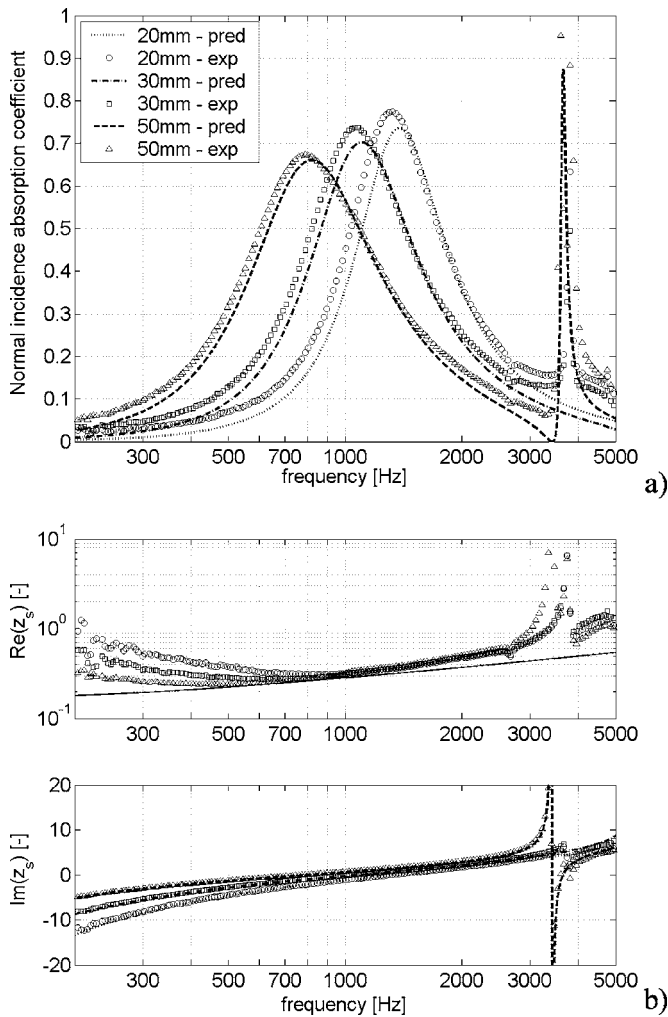 1
0.9
0.8
0.7
0.6
0.5
0.4
0.3
0.2
0.1
0
Normal incidence absorption coefficient
20mm - pred
20mm - exp
30mm - pred
30mm - exp
50mm - pred
50mm - exp
300 500 700 1000 2000 3000 5000
frequency [Hz]
a)
10^1
10^0
10^-1
Re(z_s) [-]
300 500 700 1000 2000 3000 5000
20
10
0
-10
-20
Im(z_s) [-]
300 500 700 1000 2000 3000 5000
frequency [Hz]
b)